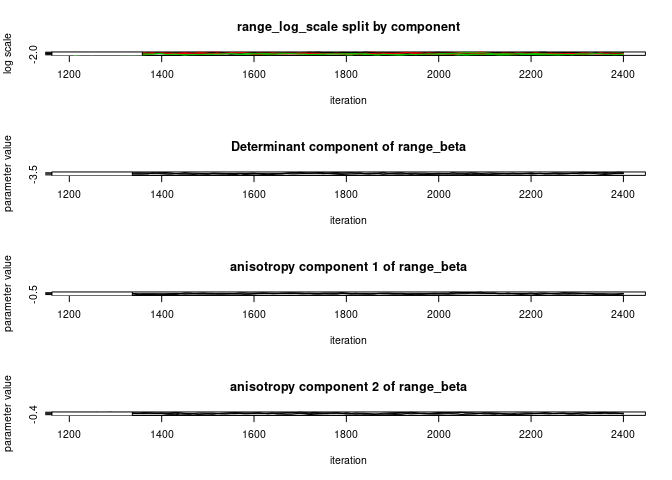 range_log_scale split by component
log scale
-2.0
1200 1400 1600 1800 2000 2200 2400
iteration
Determinant component of range_beta
parameter value
-3.5
1200 1400 1600 1800 2000 2200 2400
iteration
anisotropy component 1 of range_beta
parameter value
-0.5
1200 1400 1600 1800 2000 2200 2400
iteration
anisotropy component 2 of range_beta
parameter value
-0.4
1200 1400 1600 1800 2000 2200 2400
iteration